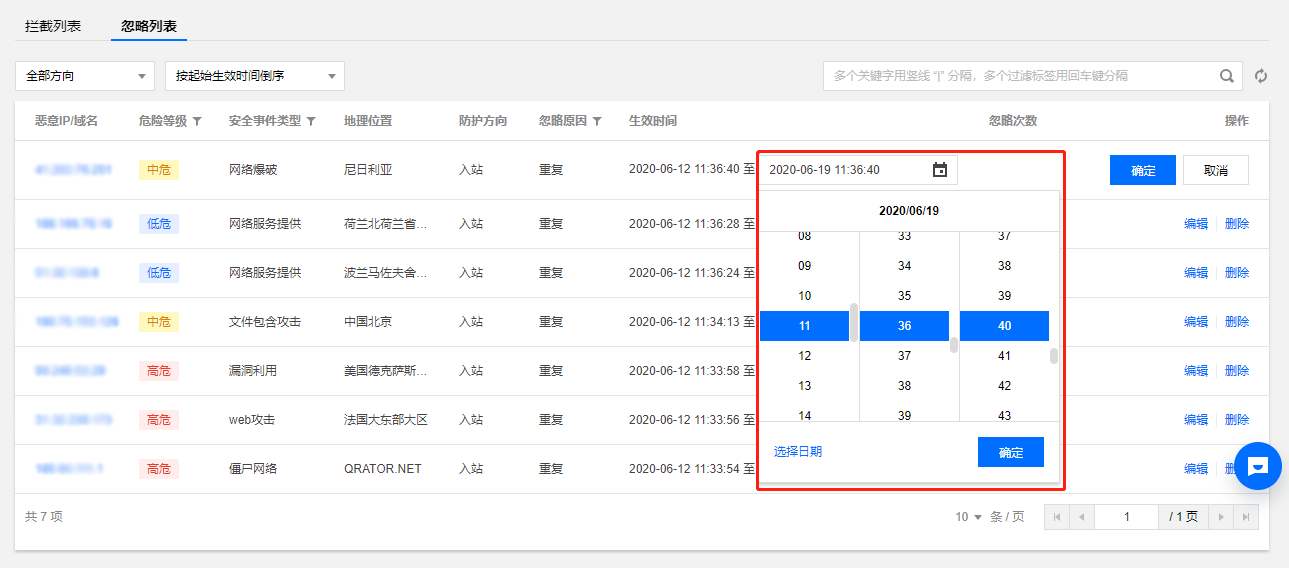 拦截列表 忽略列表
全部方向 按起始生效时间倒序 多个关键字用竖线 “|” 分隔，多个过滤标签用回车键分隔
恶意IP/域名 危险等级 安全事件类型 地理位置 防护方向 忽略原因 生效时间 忽略次数 操作
中危 网络爆破 尼日利亚 入站 重复 2020-06-12 11:36:40 至 2020-06-19 11:36:40 确定 取消
2020/06/19
低危 网络服务提供 荷兰北荷兰省... 入站 重复 2020-06-12 11:36:28 至 编辑 删除
低危 网络服务提供 波兰马佐夫舍... 入站 重复 2020-06-12 11:36:24 至 编辑 删除
中危 文件包含攻击 中国北京 入站 重复 2020-06-12 11:34:13 至 编辑 删除
高危 漏洞利用 美国德克萨斯... 入站 重复 2020-06-12 11:33:58 至 编辑 删除
高危 web攻击 法国大东部大区 入站 重复 2020-06-12 11:33:56 至 编辑 删除
高危 僵尸网络 QRATOR.NET 入站 重复 2020-06-12 11:33:54 至 编辑
08 33 37
09 34 38
10 35 39
11 36 40
12 37 41
13 38 42
14 39 43
选择日期 确定
共 7 项 10 条 / 页 1 / 1 页